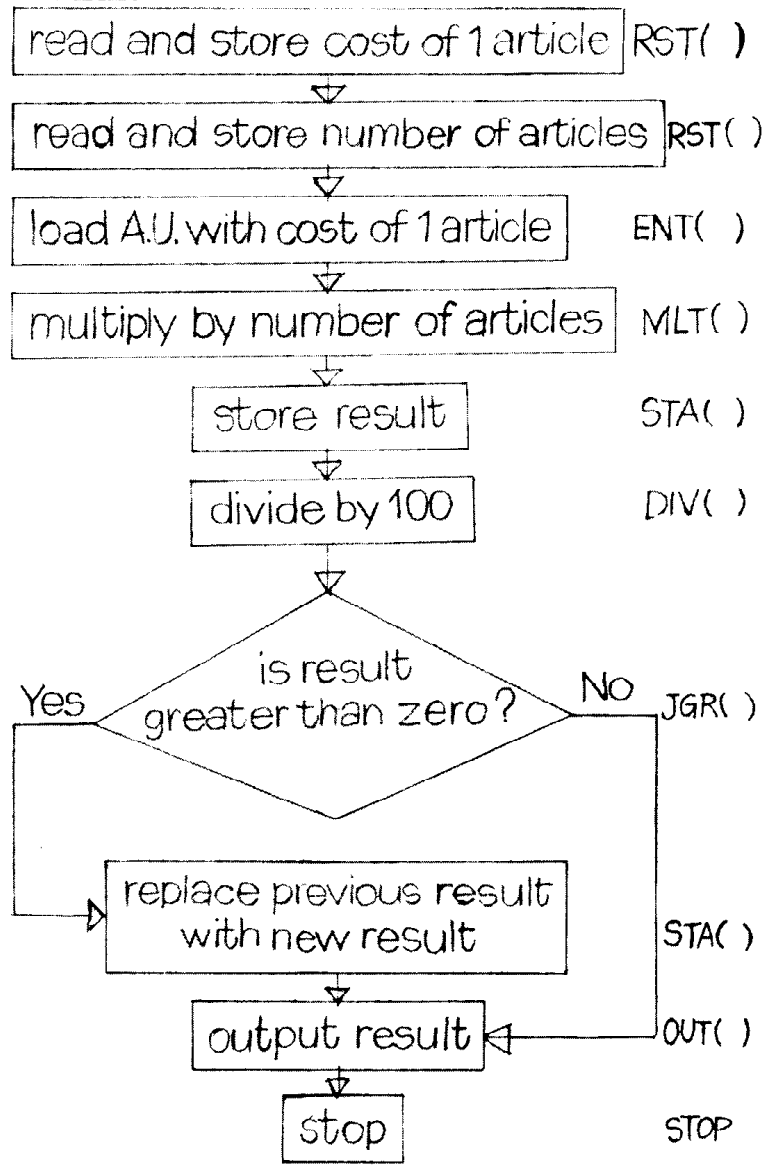 read and store cost of 1 article RST( )
read and store number of articles RST( )
load A.U. with cost of 1 article ENT( )
multiply by number of articles MLT( )
store result STA( )
divide by 100 DIV( )
is result
greater than zero?
Yes
No
JGR( )
replace previous result
with new result STA( )
output result OUT( )
stop STOP